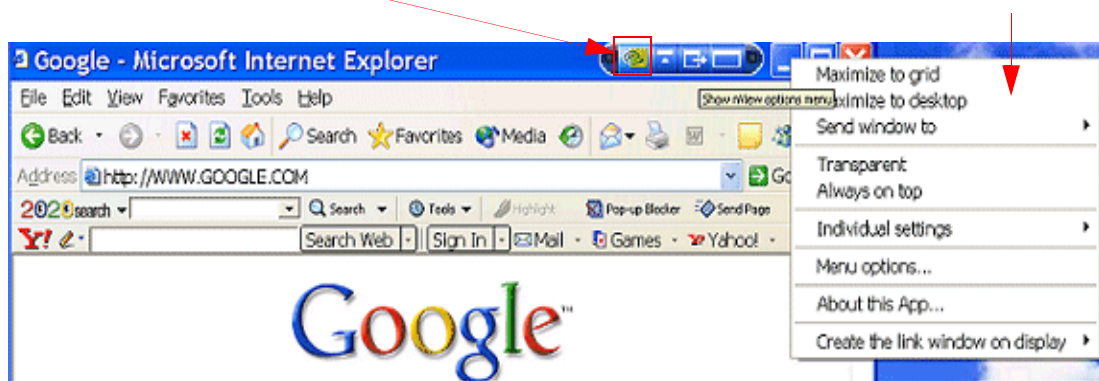 Google - Microsoft Internet Explorer
File Edit View Favorites Tools Help
Show nView options menu
Back Search Favorites Media
Address http://WWW.GOOGLE.COM Go
2020search Search Tools Highlight Pop-up Blocker Send Page
Y! Search Web Sign In Mail Games Yahoo!
Google™
Maximize to grid
Maximize to desktop
Send window to
Transparent
Always on top
Individual settings
Menu options...
About this App...
Create the link window on display